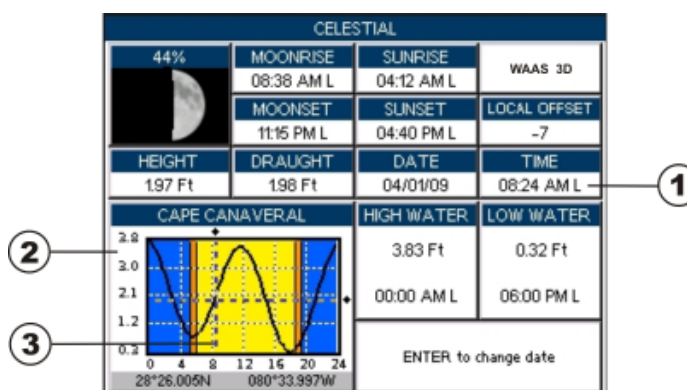 CELESTIAL
44%
MOONRISE
SUNRISE
WAAS 3D
08:38 AM L
04:12 AM L
MOONSET
SUNSET
LOCAL OFFSET
11:15 PM L
04:40 PM L
-7
HEIGHT
DRAUGHT
DATE
TIME
1.97 Ft
1.98 Ft
04/01/09
08:24 AM L
1
CAPE CANAVERAL
HIGH WATER
LOW WATER
3.8
3.0
2.1
1.2
0.3
0 4 8 12 16 20 24
28°26.005N 080°33.997W
3.83 Ft
0.32 Ft
00:00 AM L
06:00 PM L
ENTER to change date
2
3